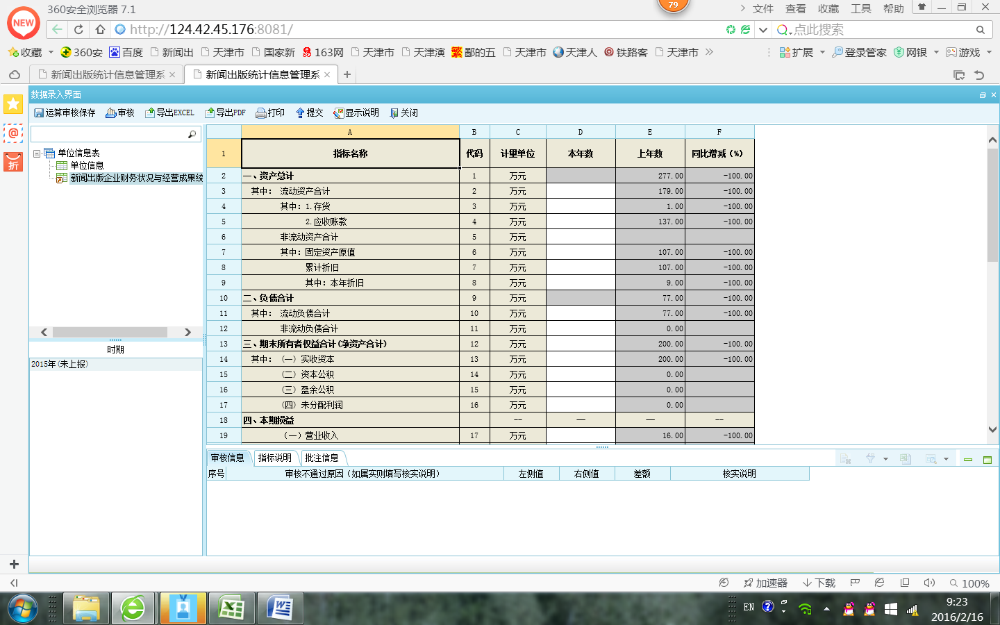 360安全浏览器 7.1
79
文件 查看 收藏 工具 帮助
NEW
http://124.42.45.176:8081/
点此搜索
收藏 360安 百度 新闻出 天津市 国家新 163网 天津市 天津演 鄙的五 天津市 天津人 铁路客 天津市 » 扩展 登录管家 网银 游戏
新闻出版统计信息管理系 × 新闻出版统计信息管理系 × +
数据录入界面
运算审核保存 审核 导出EXCEL 导出PDF 打印 提交 显示说明 关闭
折
单位信息表
单位信息
新闻出版企业财务状况与经营成果统
时期
2015年(未上报)
A B C D E F
1 指标名称 代码 计量单位 本年数 上年数 同比增减（%）
2 一、资产总计 1 万元 277.00 -100.00
3 其中： 流动资产合计 2 万元 179.00 -100.00
4 其中：1.存货 3 万元 1.00 -100.00
5 2.应收账款 4 万元 137.00 -100.00
6 非流动资产合计 5 万元
7 其中：固定资产原值 6 万元 107.00 -100.00
8 累计折旧 7 万元 107.00 -100.00
9 其中：本年折旧 8 万元 9.00 -100.00
10 二、负债合计 9 万元 77.00 -100.00
11 其中： 流动负债合计 10 万元 77.00 -100.00
12 非流动负债合计 11 万元 0.00
13 三、期末所有者权益合计(净资产合计) 12 万元 200.00 -100.00
14 其中： （一）实收资本 13 万元 200.00 -100.00
15 （二）资本公积 14 万元 0.00
16 （三）盈余公积 15 万元 0.00
17 （四）未分配利润 16 万元 0.00
18 四、本期损益 -- — — --
19 （一）营业收入 17 万元 16.00 -100.00
审核信息 指标说明 批注信息
序号 审核不通过原因（如属实则填写核实说明） 左侧值 右侧值 差额 核实说明
加速器 下载 100%
EN
9:23
2016/2/16